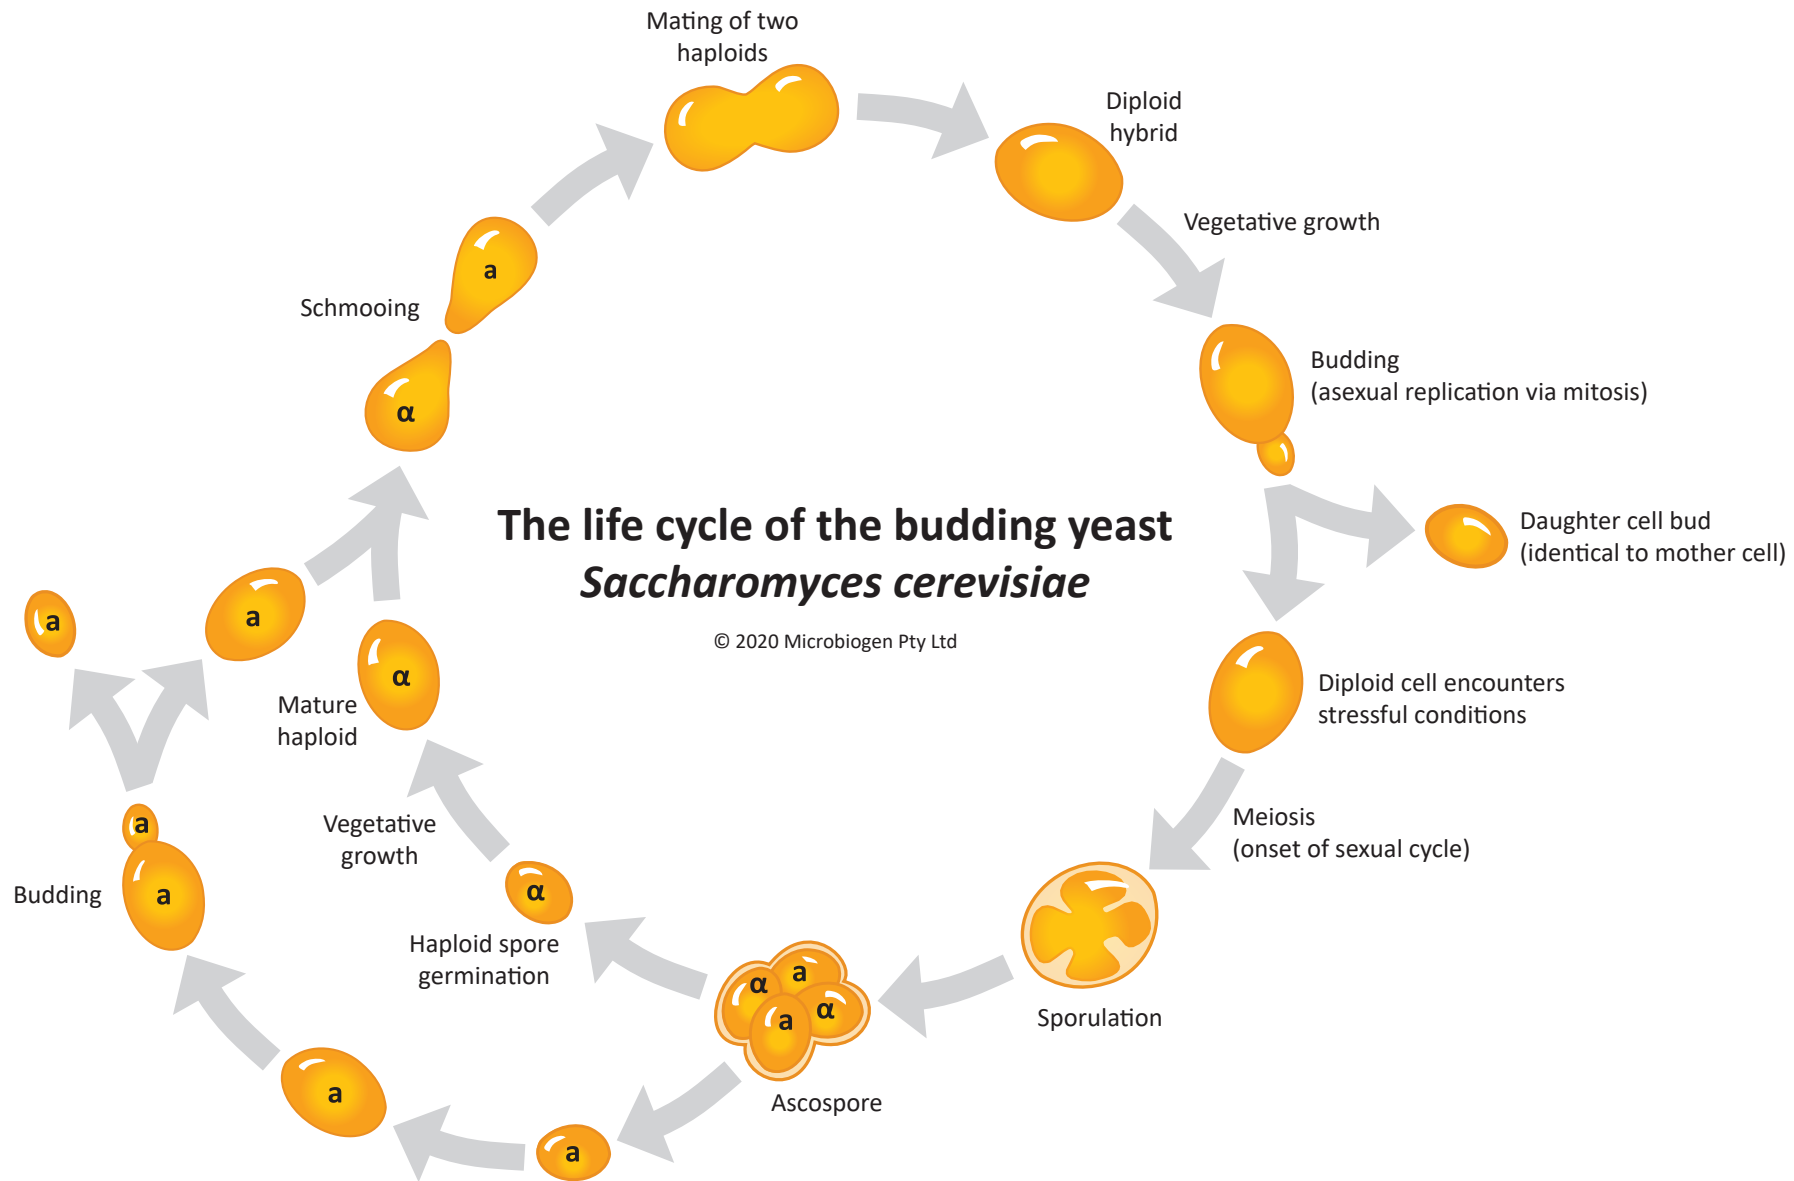 Mating of two
haploids
Diploid
hybrid
Vegetative growth
Budding
(asexual replication via mitosis)
Daughter cell bud
(identical to mother cell)
Diploid cell encounters
stressful conditions
Meiosis
(onset of sexual cycle)
Sporulation
α
a
α
a
Ascospore
α
Haploid spore
germination
Vegetative
growth
α
Mature
haploid
a
a
a
a
Budding
a
a
Schmooing
a
α
The life cycle of the budding yeast
Saccharomyces cerevisiae
© 2020 Microbiogen Pty Ltd